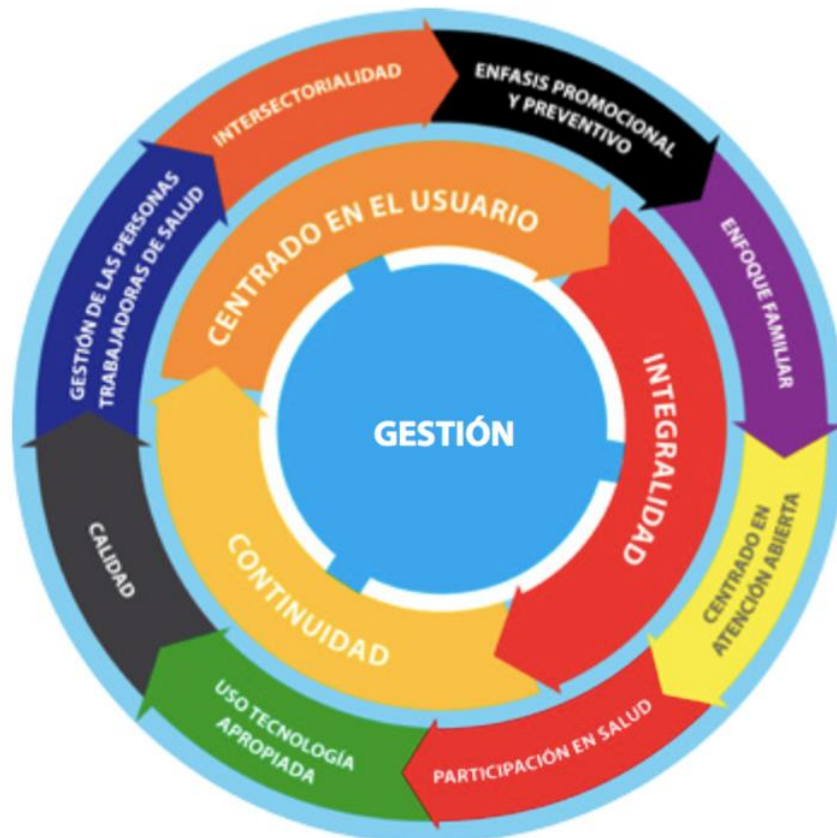 INTERSECTORIALIDAD
ENFASIS PROMOCIONAL
Y PREVENTIVO
ENFOQUE FAMILIAR
CENTRADO EN
ATENCIÓN ABIERTA
PARTICIPACIÓN EN SALUD
USO TECNOLOGÍA
APROPIADA
CALIDAD
GESTIÓN DE LAS PERSONAS
TRABAJADORAS DE SALUD
CENTRADO EN EL USUARIO
INTEGRALIDAD
CONTINUIDAD
GESTIÓN